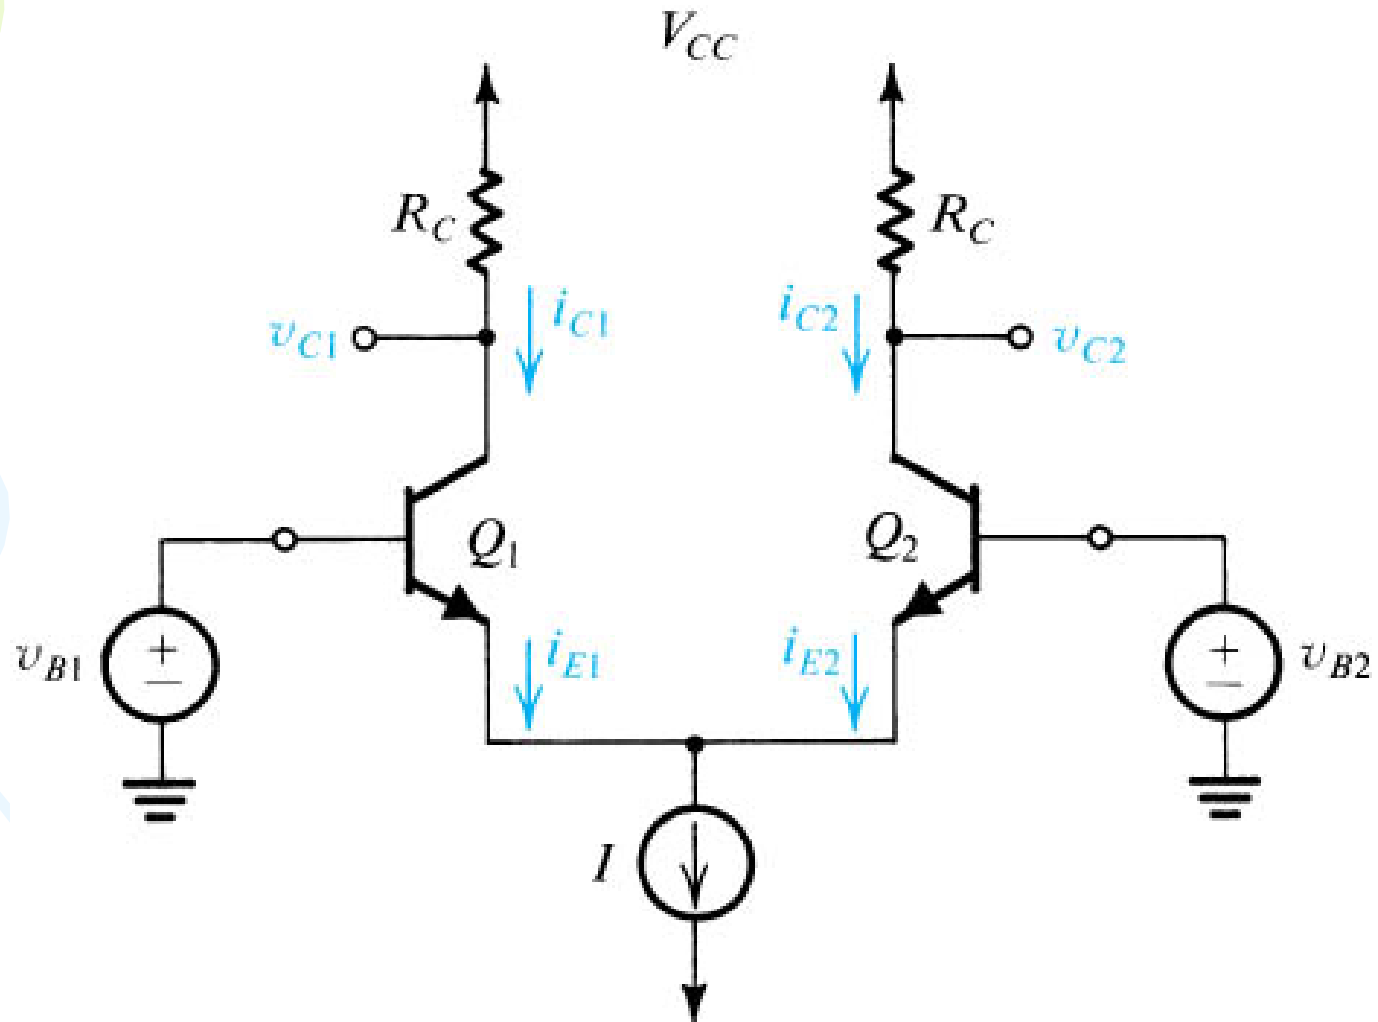 V_CC
R_C
R_C
i_C1
i_C2
v_C1
v_C2
Q_1
Q_2
v_B1
+
−
i_E1
i_E2
+
−
v_B2
I